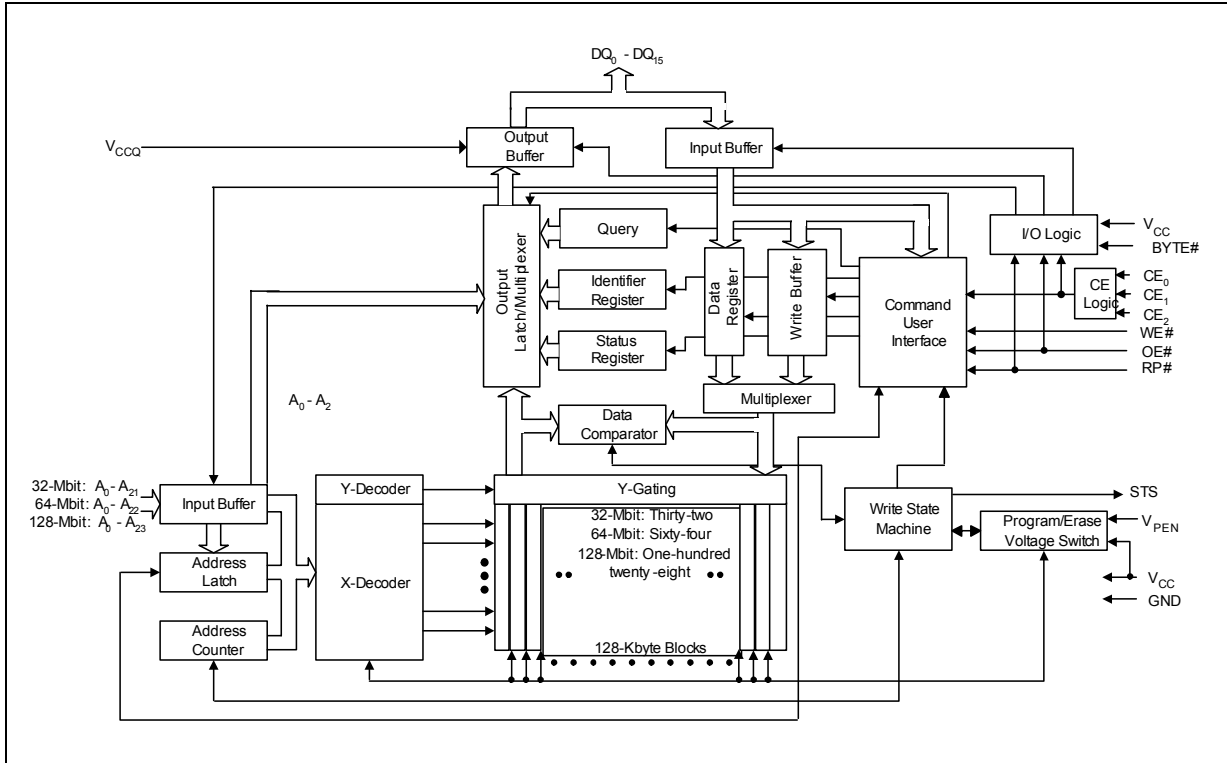 DQ0 - DQ15
Output
Buffer
Input Buffer
VCCQ
Output
Latch/Multiplexer
Query
Identifier
Register
Status
Register
Data
Register
Write Buffer
Command
User
Interface
I/O Logic
CE
Logic
VCC
BYTE#
CE0
CE1
CE2
WE#
OE#
RP#
Multiplexer
Data
Comparator
A0 - A2
32-Mbit: A0 - A21
64-Mbit: A0 - A22
128-Mbit: A0 - A23
Input Buffer
Address
Latch
Address
Counter
Y-Decoder
X-Decoder
Y-Gating
32-Mbit: Thirty-two
64-Mbit: Sixty-four
128-Mbit: One-hundred
twenty-eight
128-Kbyte Blocks
Write State
Machine
Program/Erase
Voltage Switch
STS
VPEN
VCC
GND